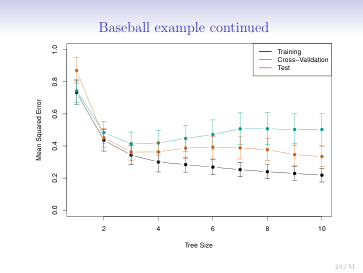 Baseball example continued
Training
Cross−Validation
Test
Mean Squared Error
0.0 0.2 0.4 0.6 0.8 1.0
2 4 6 8 10
Tree Size
23 / 51